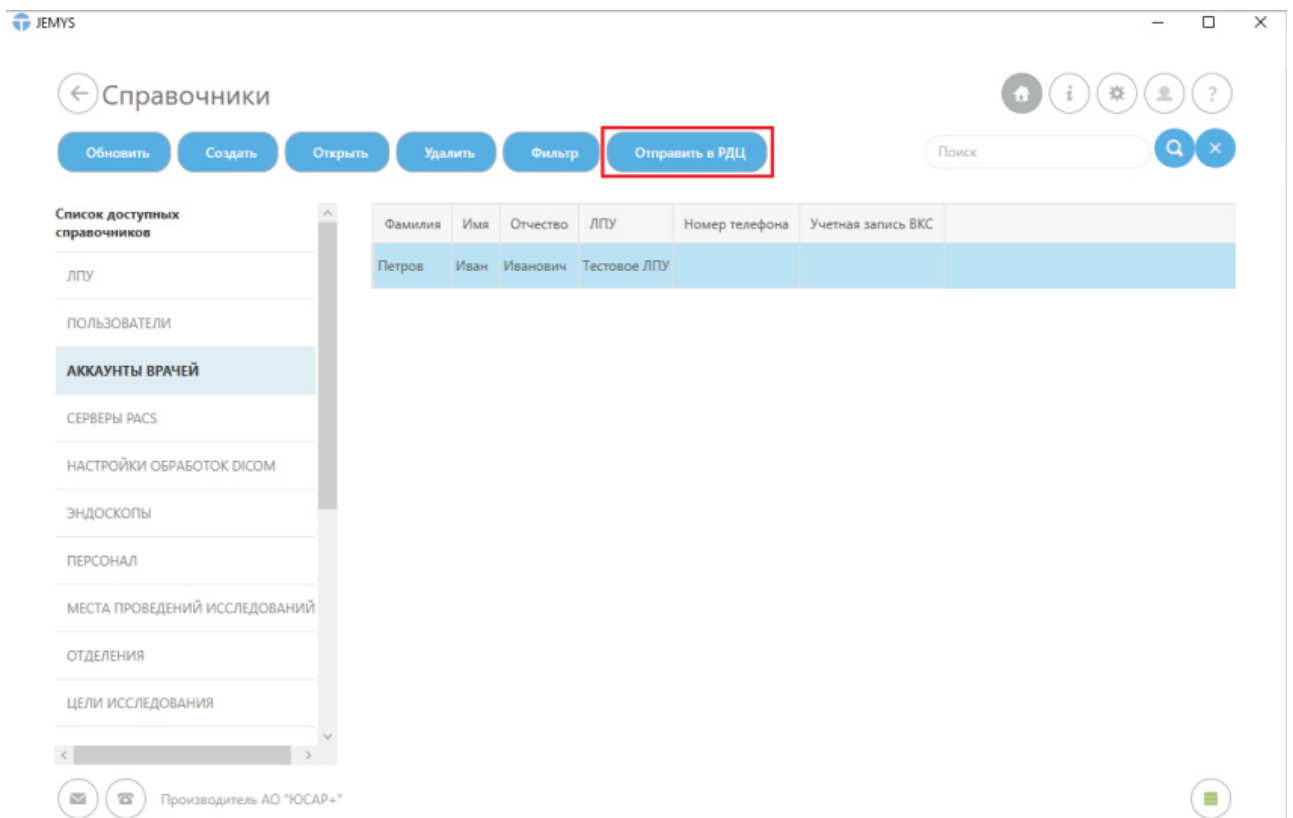 JEMYS
Справочники
Обновить Создать Открыть Удалить Фильтр Отправить в РДЦ Поиск
Список доступных
справочников
Фамилия Имя Отчество ЛПУ Номер телефона Учетная запись ВКС
Петров Иван Иванович Тестовое ЛПУ
ЛПУ
ПОЛЬЗОВАТЕЛИ
АККАУНТЫ ВРАЧЕЙ
СЕРВЕРЫ PACS
НАСТРОЙКИ ОБРАБОТОК DICOM
ЭНДОСКОПЫ
ПЕРСОНАЛ
МЕСТА ПРОВЕДЕНИЙ ИССЛЕДОВАНИЙ
ОТДЕЛЕНИЯ
ЦЕЛИ ИССЛЕДОВАНИЯ
Производитель АО "ЮСАР+"